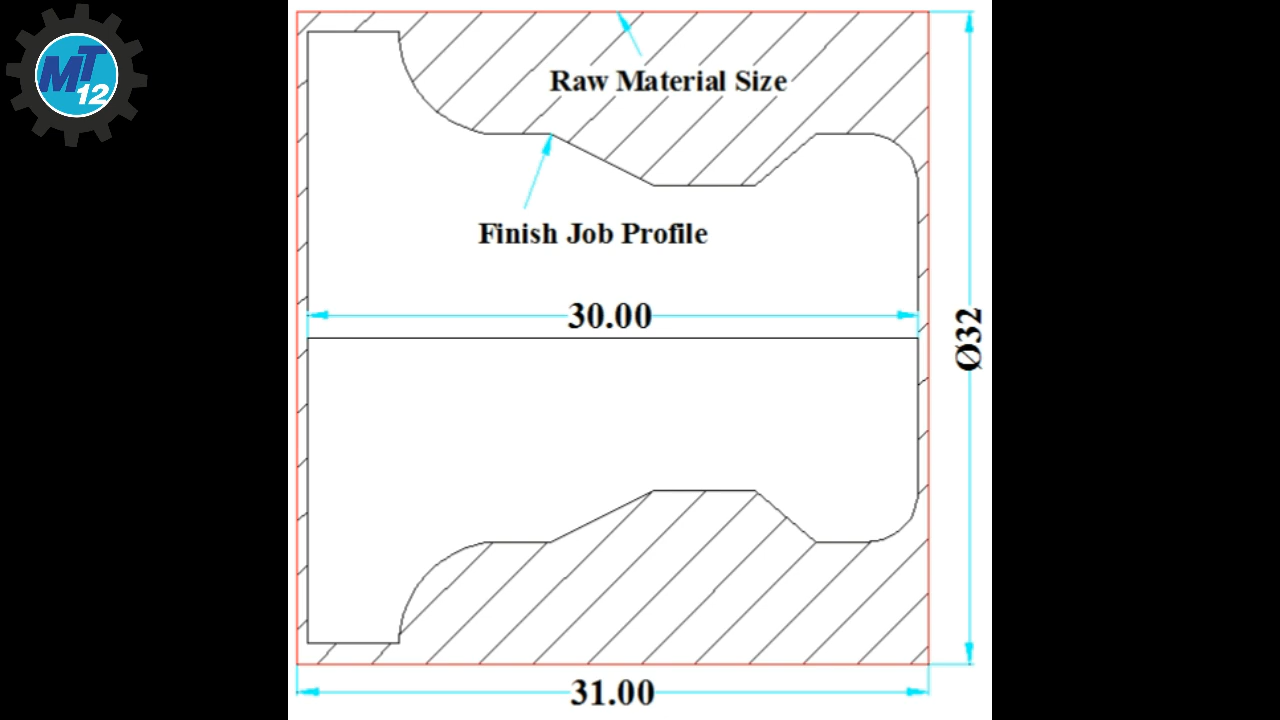 MT
12
Raw Material Size
Finish Job Profile
30.00
Ø32
31.00